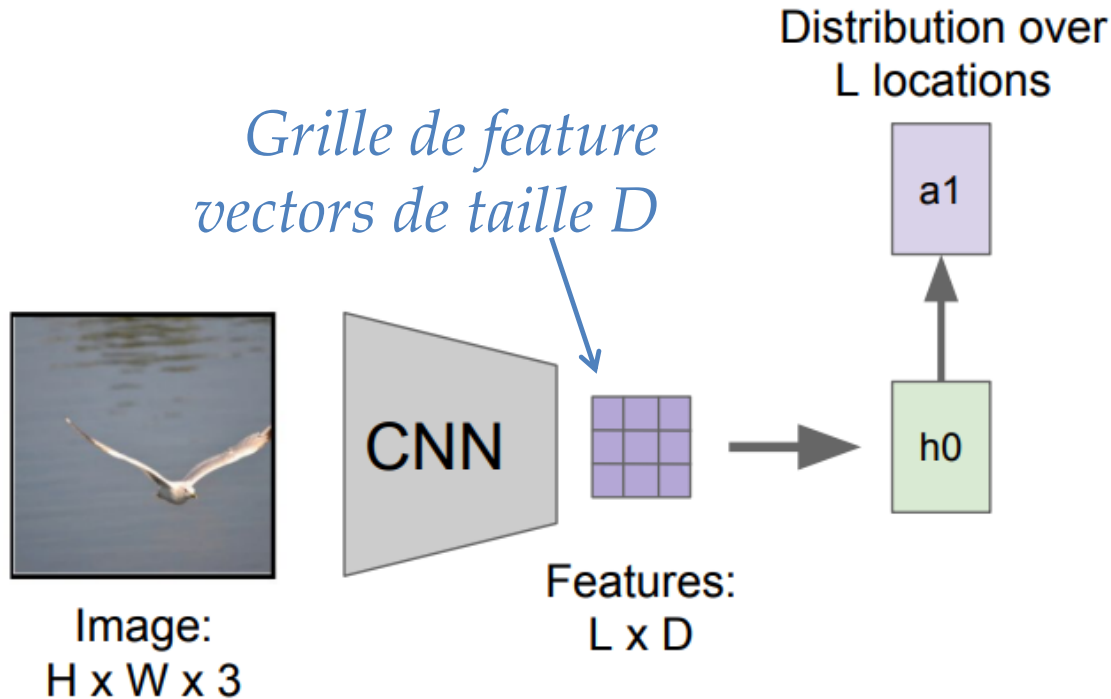 Distribution over
L locations
Grille de feature
vectors de taille D
a1
CNN
h0
Features:
L x D
Image:
H x W x 3